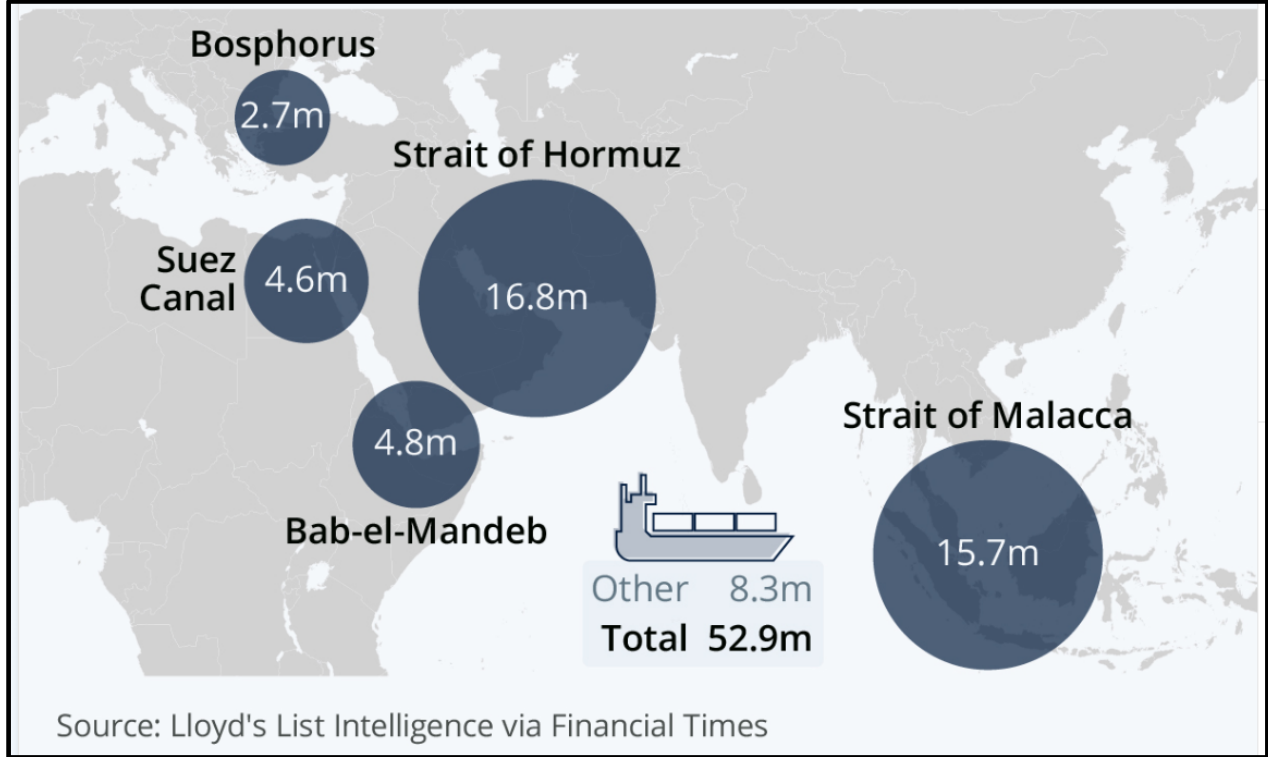 Bosphorus
2.7m
Strait of Hormuz
16.8m
Suez
Canal
4.6m
4.8m
Bab-el-Mandeb
Strait of Malacca
15.7m
Other 8.3m
Total 52.9m
Source: Lloyd's List Intelligence via Financial Times